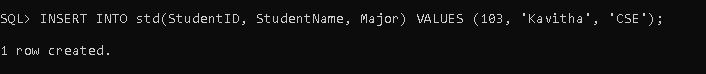 SQL> INSERT INTO std(StudentID, StudentName, Major) VALUES (103, 'Kavitha', 'CSE');
1 row created.